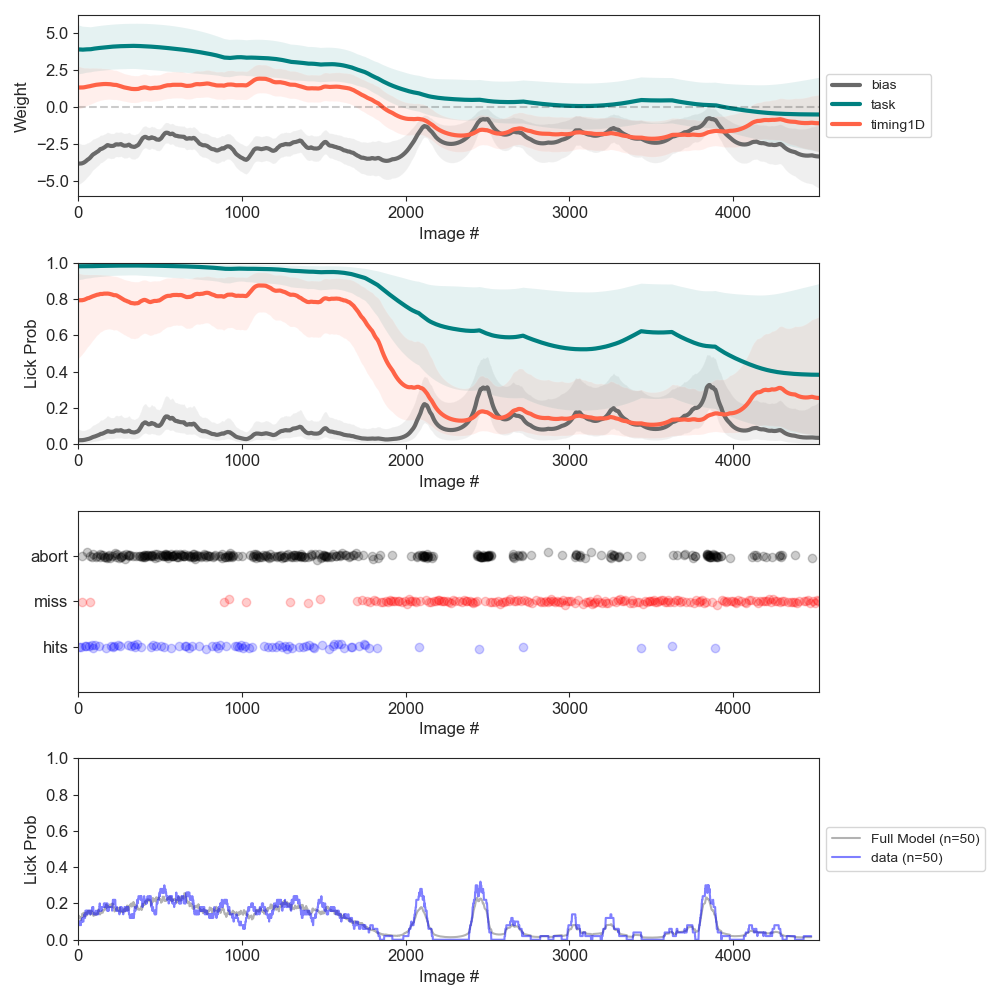 Weight
5.0
2.5
0.0
−2.5
−5.0
0 1000 2000 3000 4000
Image #
bias
task
timing1D
Lick Prob
1.0
0.8
0.6
0.4
0.2
0.0
0 1000 2000 3000 4000
Image #
abort
miss
hits
0 1000 2000 3000 4000
Image #
Lick Prob
1.0
0.8
0.6
0.4
0.2
0.0
0 1000 2000 3000 4000
Image #
Full Model (n=50)
data (n=50)